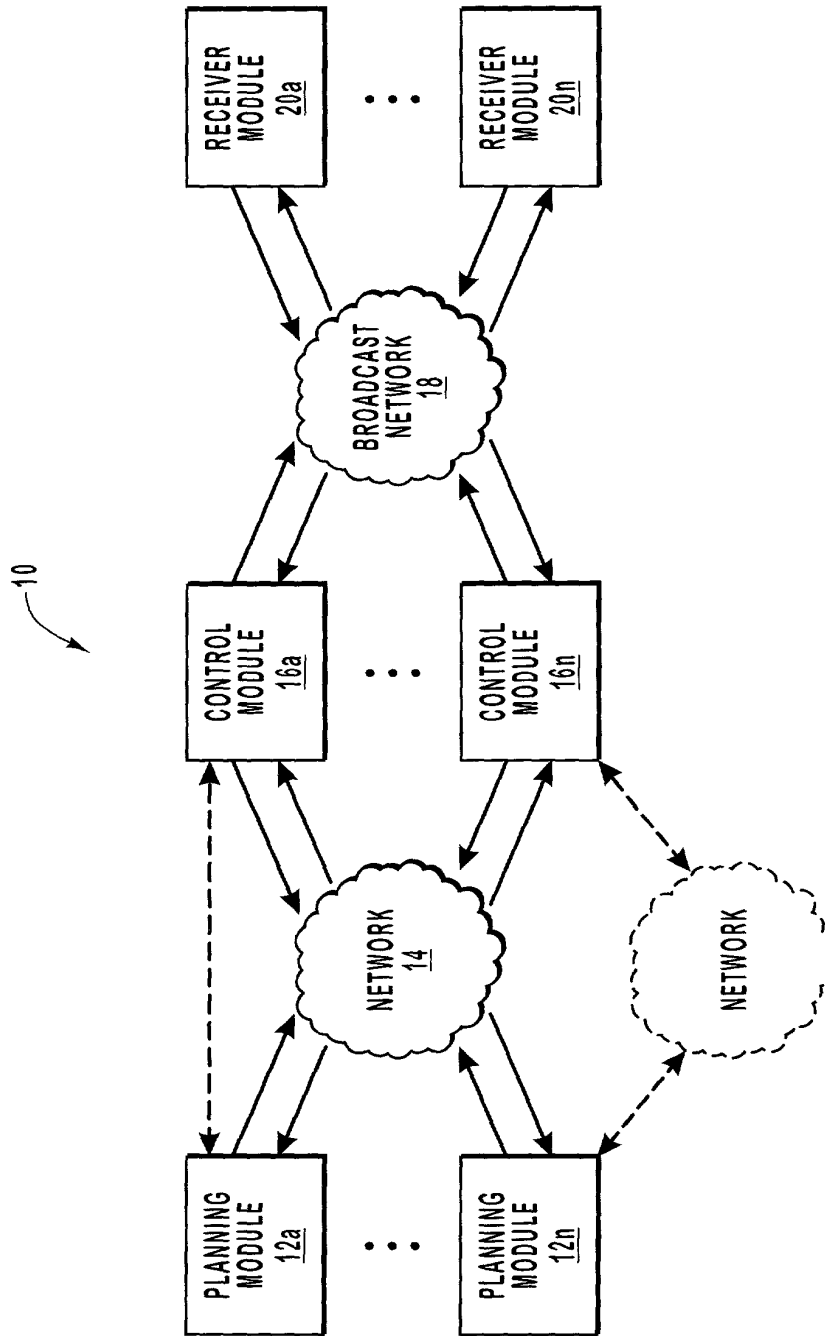 10
PLANNING
MODULE
12a
PLANNING
MODULE
12n
NETWORK
14
NETWORK
CONTROL
MODULE
16a
CONTROL
MODULE
16n
BROADCAST
NETWORK
18
RECEIVER
MODULE
20a
RECEIVER
MODULE
20n